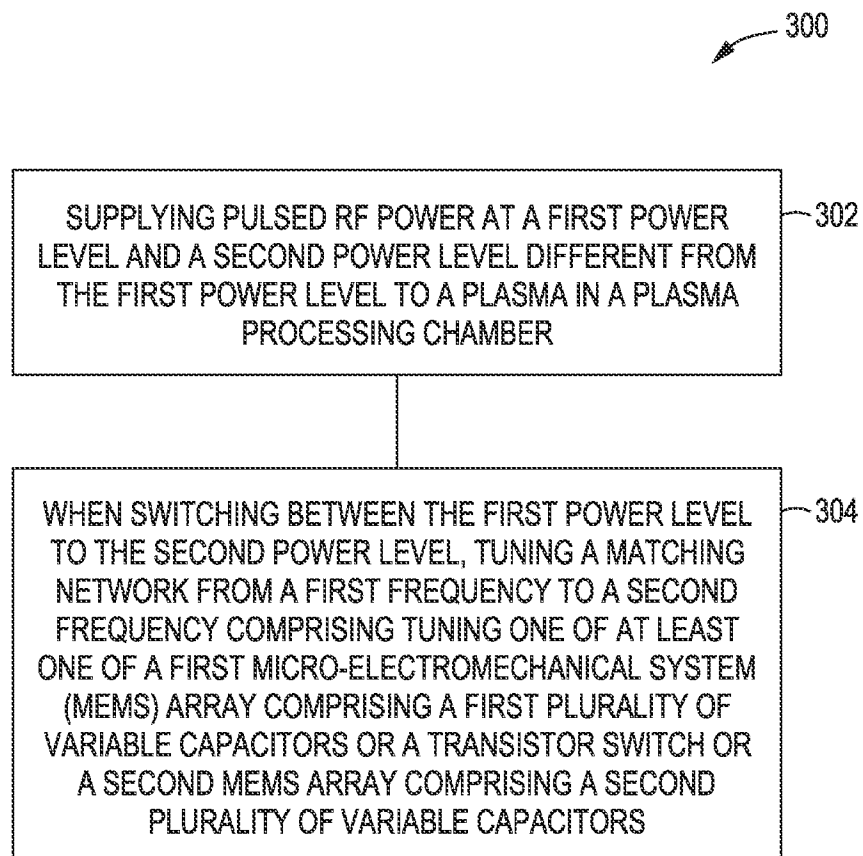 300
SUPPLYING PULSED RF POWER AT A FIRST POWER
LEVEL AND A SECOND POWER LEVEL DIFFERENT FROM
THE FIRST POWER LEVEL TO A PLASMA IN A PLASMA
PROCESSING CHAMBER
302
WHEN SWITCHING BETWEEN THE FIRST POWER LEVEL
TO THE SECOND POWER LEVEL, TUNING A MATCHING
NETWORK FROM A FIRST FREQUENCY TO A SECOND
FREQUENCY COMPRISING TUNING ONE OF AT LEAST
ONE OF A FIRST MICRO-ELECTROMECHANICAL SYSTEM
(MEMS) ARRAY COMPRISING A FIRST PLURALITY OF
VARIABLE CAPACITORS OR A TRANSISTOR SWITCH OR
A SECOND MEMS ARRAY COMPRISING A SECOND
PLURALITY OF VARIABLE CAPACITORS
304